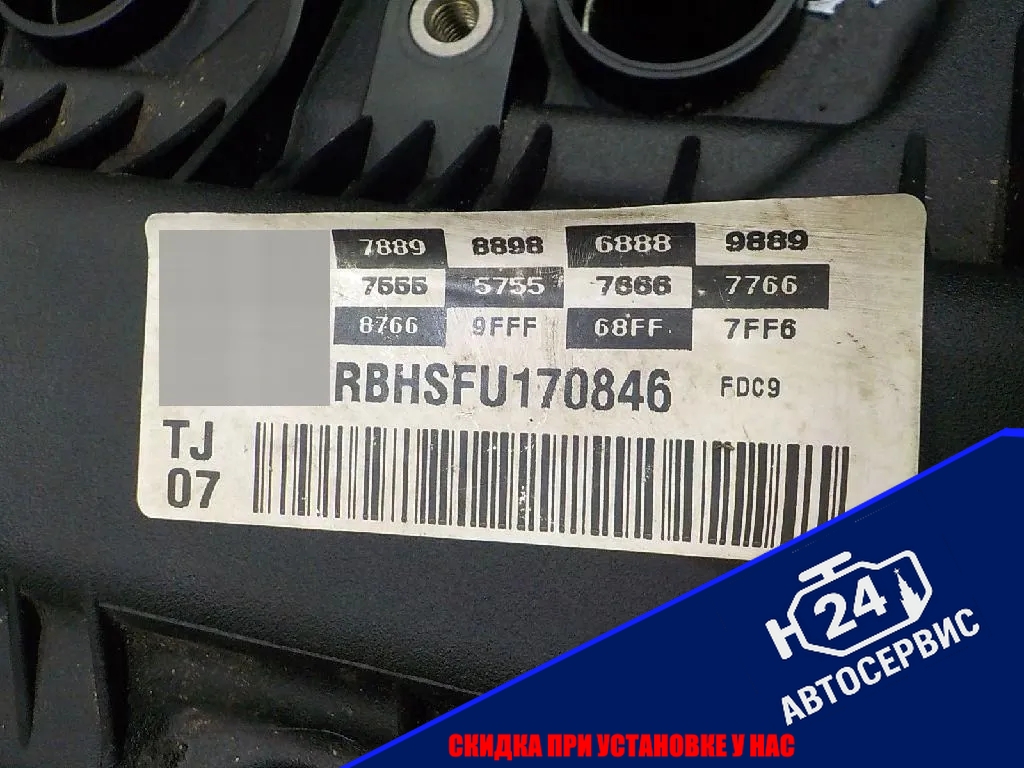 7889 8898 6888 9889
7555 5755 7666 7766
8766 9FFF 68FF 7FF6
RBHSFU170846 FDC9
TJ
07
24
АВТОСЕРВИС
СКИДКА ПРИ УСТАНОВКЕ У НАС